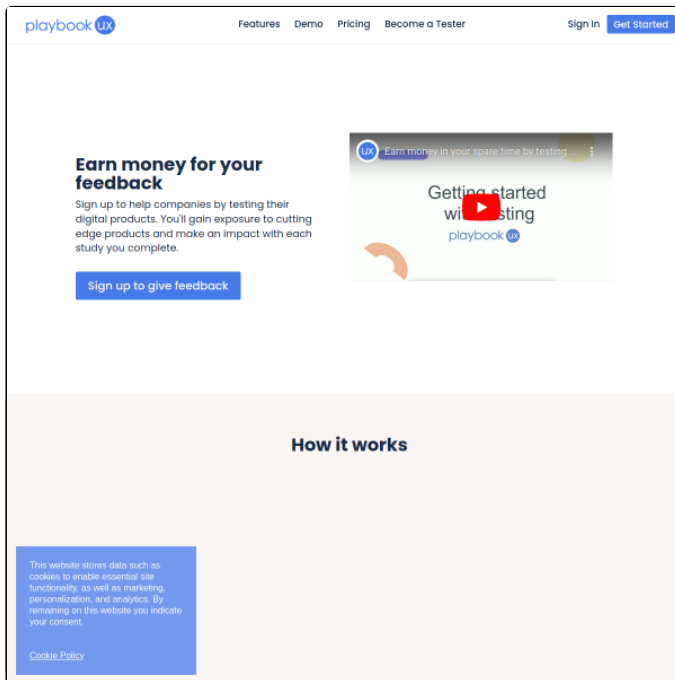 playbook UX
Features Demo Pricing Become a Tester Sign In Get Started
Earn money for your
feedback
Sign up to help companies by testing their
digital products. You'll gain exposure to cutting
edge products and make an impact with each
study you complete.
Sign up to give feedback
UX Earn money in your spare time by testing ...
Getting started
playbook UX
How it works
This website stores data such as
cookies to enable essential site
functionality, as well as marketing,
personalization, and analytics. By
remaining on this website you indicate
your consent.
Cookie Policy